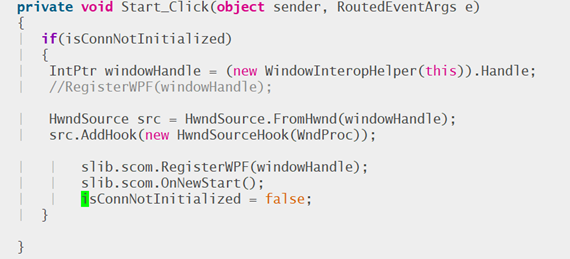 private void Start_Click(object sender, RoutedEventArgs e)
{
if(isConnNotInitialized)
{
IntPtr windowHandle = (new WindowInteropHelper(this)).Handle;
//RegisterWPF(windowHandle);
HwndSource src = HwndSource.FromHwnd(windowHandle);
src.AddHook(new HwndSourceHook(WndProc));
slib.scom.RegisterWPF(windowHandle);
slib.scom.OnNewStart();
isConnNotInitialized = false;
}
}